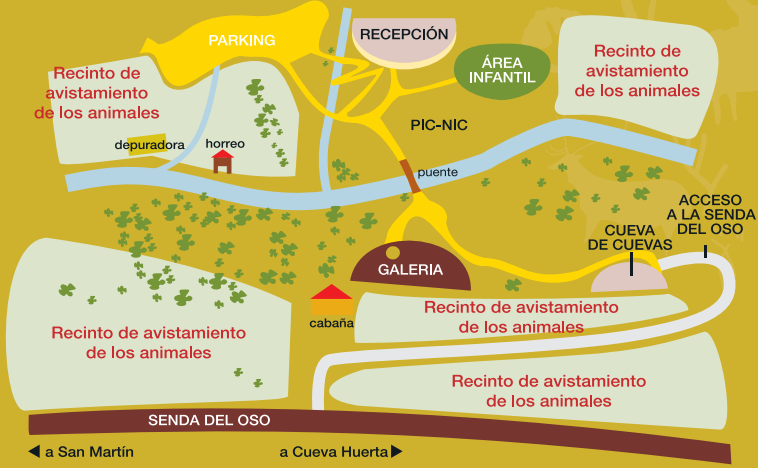 PARKING
RECEPCIÓN
ÁREA
INFANTIL
Recinto de
avistamiento
de los animales
Recinto de
avistamiento
de los animales
PIC-NIC
depuradora
horreo
puente
ACCESO
A LA SENDA
DEL OSO
CUEVA
DE CUEVAS
GALERIA
cabaña
Recinto de avistamiento
de los animales
Recinto de avistamiento
de los animales
Recinto de avistamiento
de los animales
SENDA DEL OSO
a San Martín
a Cueva Huerta